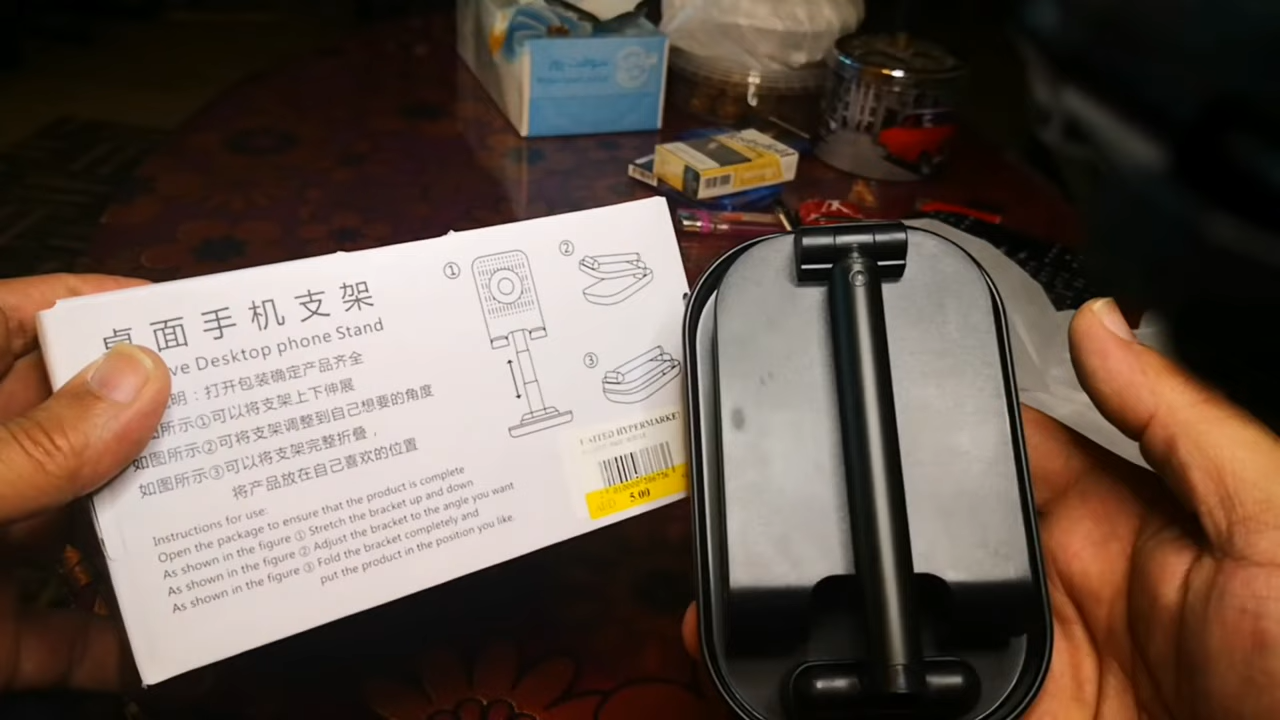 桌面手机支架
ve Desktop phone Stand
明：打开包装确定产品齐全
图所示①可以将支架上下伸展
如图所示②可将支架调整到自己想要的角度
如图所示③可以将支架完整折叠，
将产品放在自己喜欢的位置
Instructions for use:
Open the package to ensure that the product is complete
As shown in the figure ① Stretch the bracket up and down
As shown in the figure ② Adjust the bracket to the angle you want
As shown in the figure ③ Fold the bracket completely and
put the product in the position you like.
①
②
③
UNITED HYPERMARKET
AED 5.00